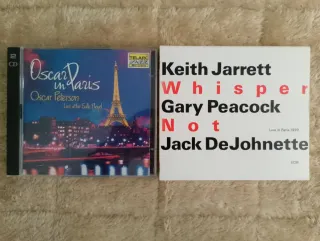 2
CD
TELARC
Oscar
in Paris
Oscar Peterson
Live at the Salle Pleyel
Keith Jarrett
Whisper
Gary Peacock
Not
Jack DeJohnette
Live in Paris 1999
ECM